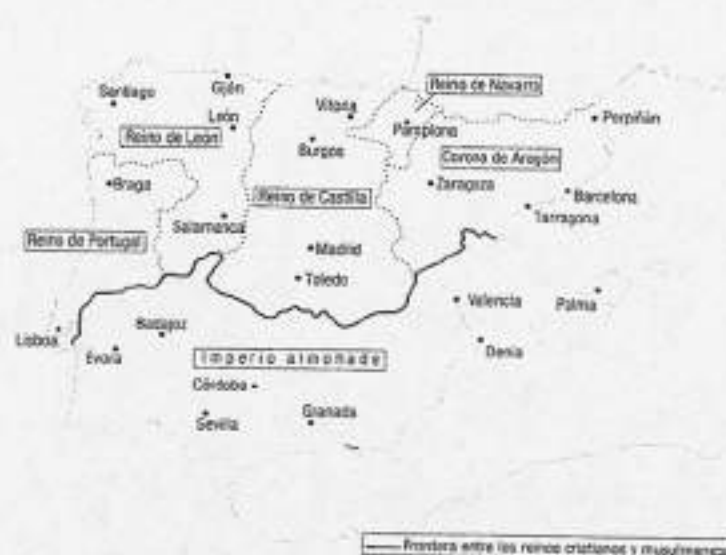 Santiago
Gijón
León
Reino de León
Vitoria
Reino de Navarra
Pamplona
Perpiñán
Burgos
Corona de Aragón
Braga
Zaragoza
Barcelona
Reino de Castilla
Tarragona
Salamanca
Reino de Portugal
Madrid
Toledo
Valencia
Palma
Lisboa
Badajoz
Évora
Denia
Imperio almohade
Córdoba
Sevilla
Granada
Frontera entre los reinos cristianos y musulmanes